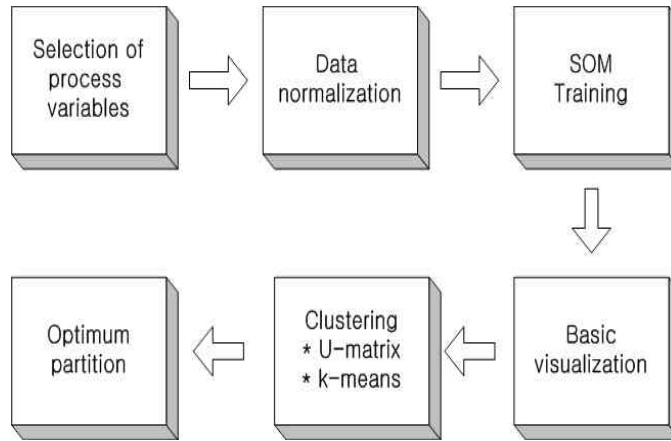 Selection of
process
variables
Data
normalization
SOM
Training
Basic
visualization
Clustering
* U-matrix
* k-means
Optimum
partition